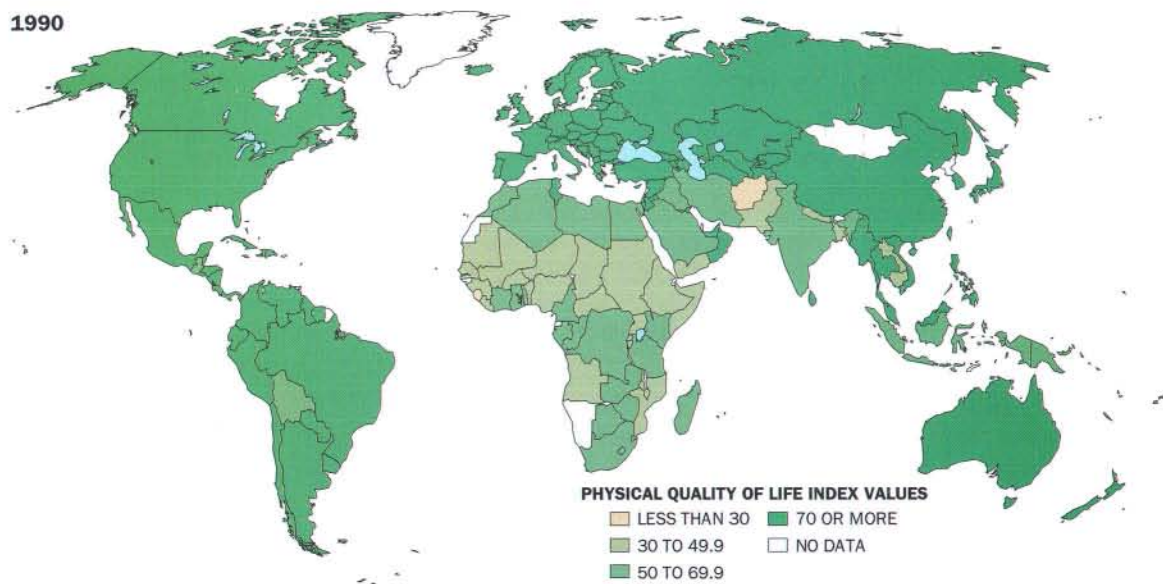 1990
PHYSICAL QUALITY OF LIFE INDEX VALUES
LESS THAN 30
70 OR MORE
30 TO 49.9
NO DATA
50 TO 69.9